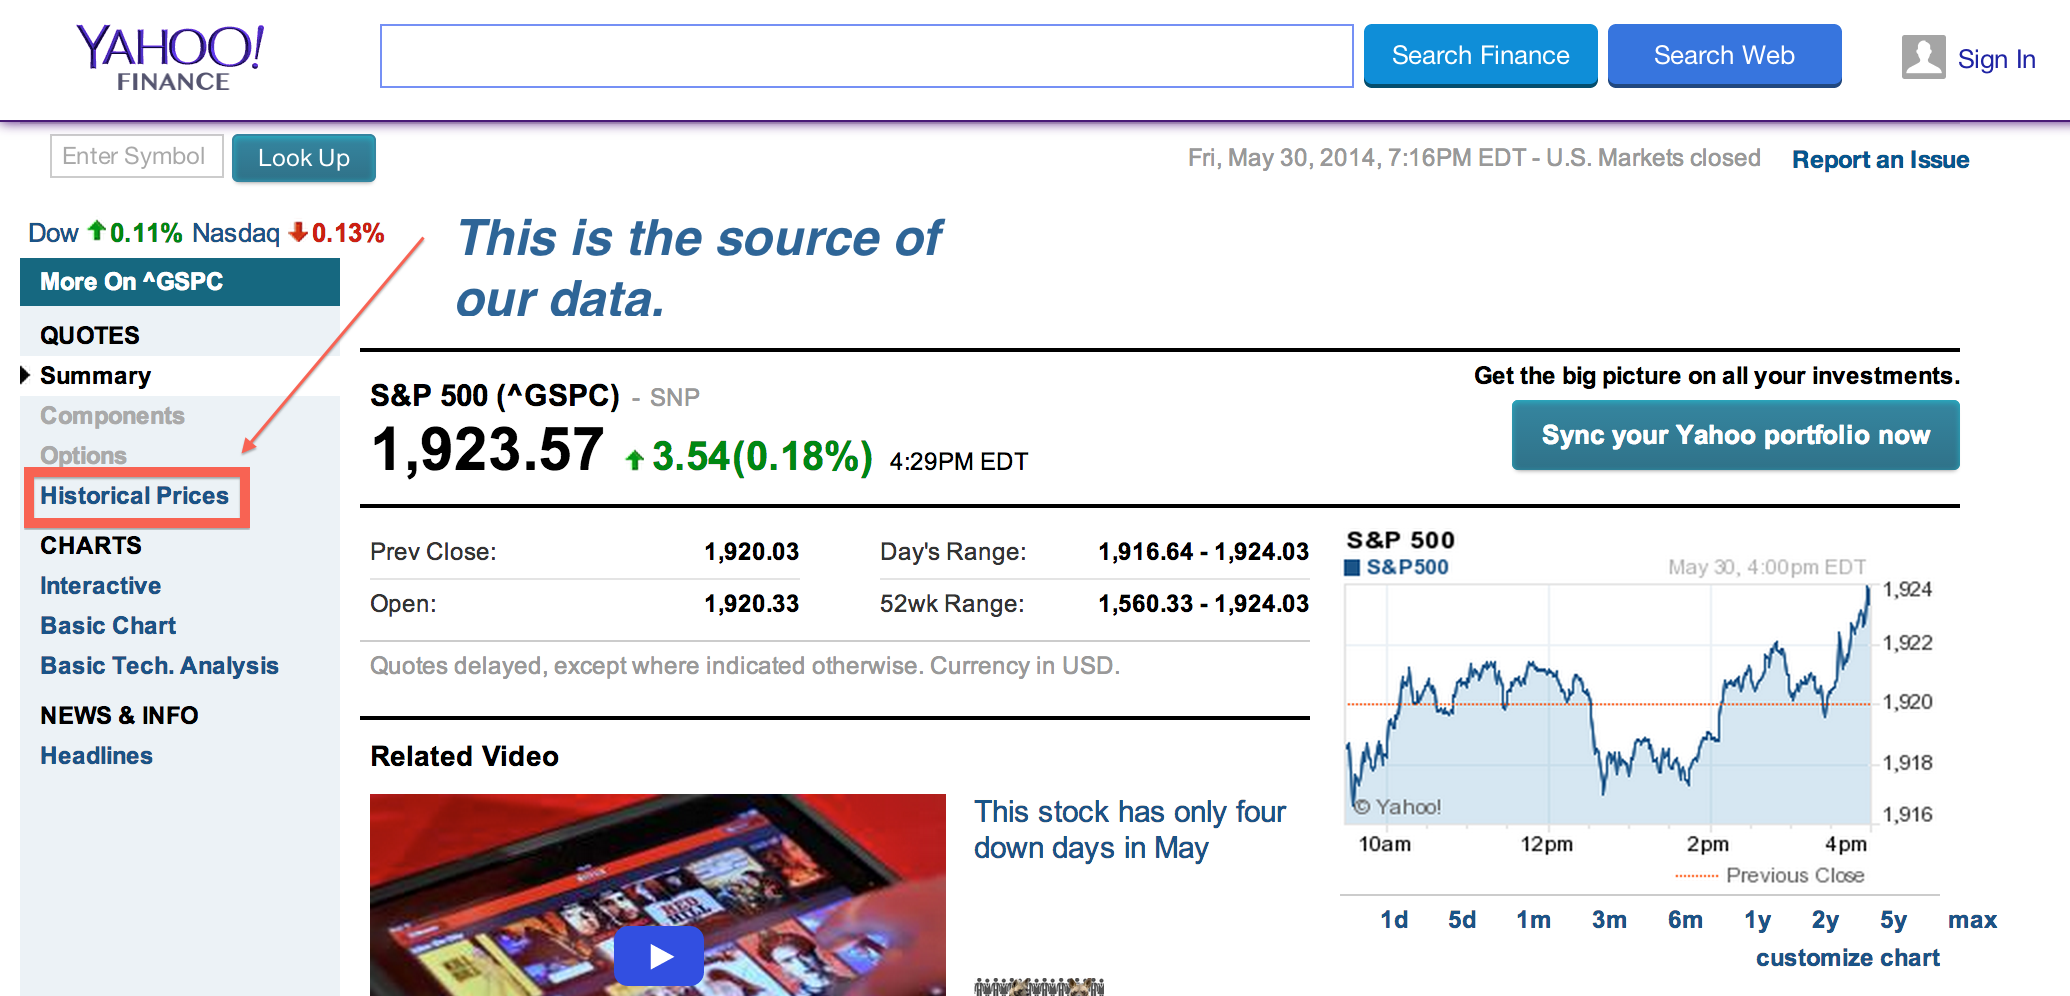 YAHOO!
FINANCE
Search Finance
Search Web
Sign In
Enter Symbol
Look Up
Fri, May 30, 2014, 7:16PM EDT - U.S. Markets closed
Report an Issue
Dow 0.11% Nasdaq 0.13%
This is the source of
our data.
More On ^GSPC
QUOTES
Summary
Components
Options
Historical Prices
CHARTS
Interactive
Basic Chart
Basic Tech. Analysis
NEWS & INFO
Headlines
Get the big picture on all your investments.
Sync your Yahoo portfolio now
S&P 500 (^GSPC) - SNP
1,923.57 3.54(0.18%) 4:29PM EDT
Prev Close: 1,920.03
Open: 1,920.33
Day's Range: 1,916.64 - 1,924.03
52wk Range: 1,560.33 - 1,924.03
Quotes delayed, except where indicated otherwise. Currency in USD.
S&P 500
S&P500
May 30, 4:00pm EDT
1,924
1,922
1,920
1,918
1,916
© Yahoo!
10am 12pm 2pm 4pm
Previous Close
1d 5d 1m 3m 6m 1y 2y 5y max
customize chart
Related Video
This stock has only four
down days in May
RED
HILL